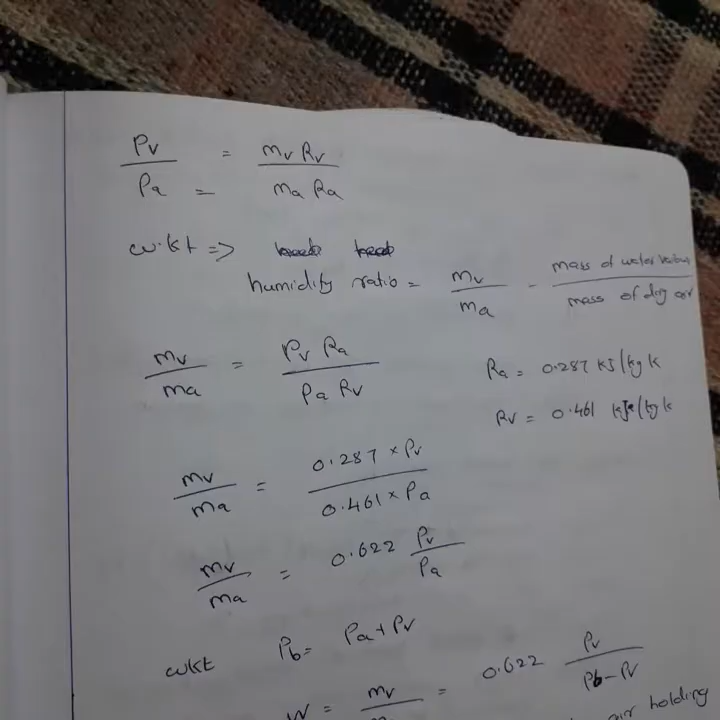 Pv/Pa = = mv Rv/ma Ra
w.k.t =>
humidity ratio = mv/ma - mass of water vabour/mass of dry air
mv/ma = Pv Ra/Pa Rv
Ra = 0.287 KJ/kg k
Rv = 0.461 KJ/kg k
mv/ma = 0.287 × Pv/0.461 × Pa
mv/ma = 0.622 Pv/Pa
wkt Pb = Pa + Pv
W = mv/ma = 0.622 Pv/Pb - Pv
air holding